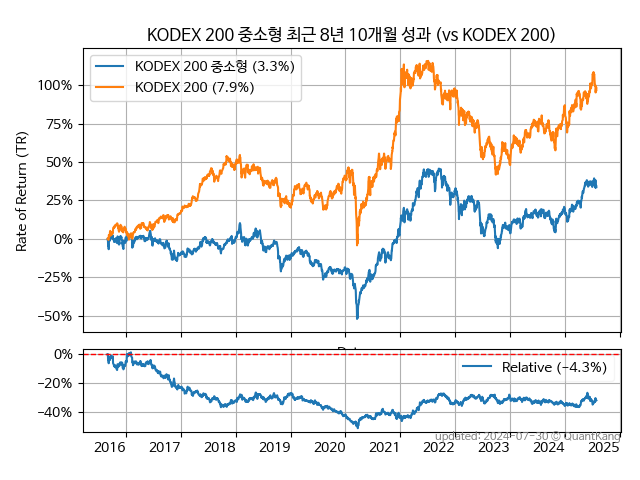 KODEX 200 중소형 최근 8년 10개월 성과 (vs KODEX 200)
KODEX 200 중소형 (3.3%)
KODEX 200 (7.9%)
Rate of Return (TR)
100%
75%
50%
25%
0%
−25%
−50%
Relative (−4.3%)
0%
−20%
−40%
updated: 2024-07-30 © QuantKang
2016 2017 2018 2019 2020 2021 2022 2023 2024 2025